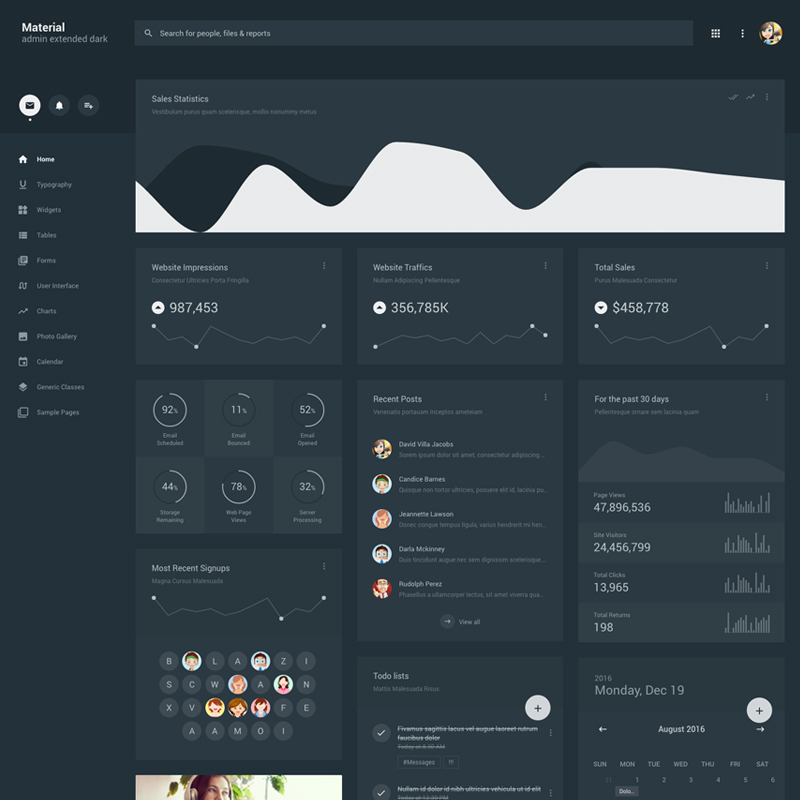 Material
admin extended dark
Search for people, files & reports
Home
Typography
Widgets
Tables
Forms
User Interface
Charts
Photo Gallery
Calendar
Generic Classes
Sample Pages
Sales Statistics
Vestibulum purus quam scelerisque, mollis nonummy metus
Website Impressions
Consectetur Ultricies Porta Fringilla
987,453
Website Traffics
Nullam Adipiscing Pellentesque
356,785K
Total Sales
Purus Malesuada Consectetur
$458,778
92%
Email
Scheduled
11%
Email
Bounced
52%
Email
Opened
44%
Storage
Remaining
78%
Web Page
Views
32%
Server
Processing
Most Recent Signups
Magna Cursus Malesuada
B L A Z I
S C W A N
X V F E
A A M O I
Recent Posts
Venenatis portauam Inceptos ameteiam
David Villa Jacobs
Sorem ipsum dolor sit amet, consectetur adipiscing ...
Candice Barnes
Quisque non tortor ultricies, posuere elit id, lacinia pu...
Jeannette Lawson
Donec congue tempus ligula, varius hendrerit mi hen...
Darla Mckinney
Duis tincidunt augue nec sem dignissim scelerisque...
Rudolph Perez
Phasellus a ullamcorper lectus, sit amet viverra qua...
View all
Todo lists
Mattis Malesuada Risus
Fivamus sagittis lacus vel augue laoreet rutrum
faucibus dolor
Today at 8.30 AM
#Messages !!!
Nullam id dolor id nibh ultricies vehicula ut id elit
Today at 12.30 PM
For the past 30 days
Pellentesque ornare sem lacinia quam
Page Views
47,896,536
Site Visitors
24,456,799
Total Clicks
13,965
Total Returns
198
2016
Monday, Dec 19
August 2016
SUN MON TUE WED THU FRI SAT
31 1 2 3 4 5 6
Dolo..